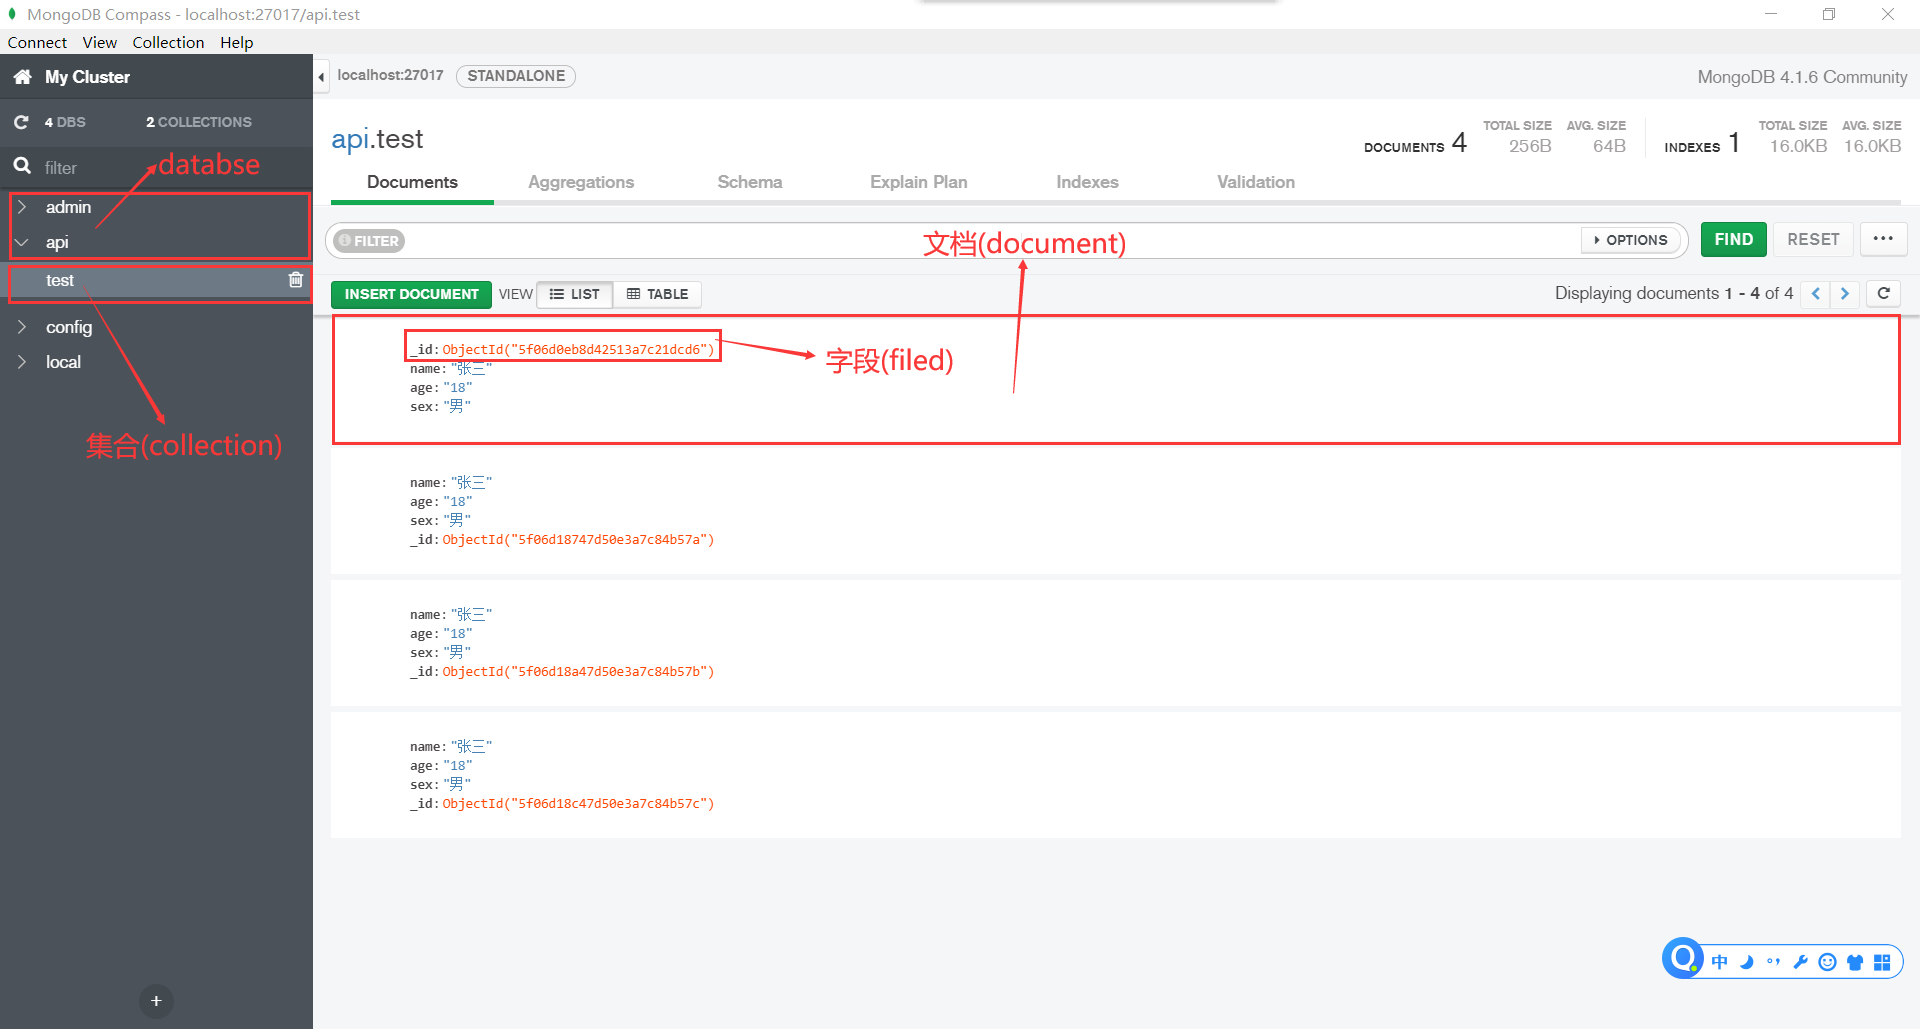 MongoDB Compass - localhost:27017/api.test
Connect View Collection Help
My Cluster
localhost:27017 STANDALONE
MongoDB 4.1.6 Community
4 DBS 2 COLLECTIONS
filter
databse
admin
api
test
config
local
集合(collection)
api.test
DOCUMENTS 4 TOTAL SIZE 256B AVG. SIZE 64B
INDEXES 1 TOTAL SIZE 16.0KB AVG. SIZE 16.0KB
Documents Aggregations Schema Explain Plan Indexes Validation
FILTER
文档(document)
OPTIONS FIND RESET ···
INSERT DOCUMENT VIEW LIST TABLE
Displaying documents 1 - 4 of 4
_id: ObjectId("5f06d0eb8d42513a7c21dcd6")
字段(filed)
name: "张三"
age: "18"
sex: "男"
name: "张三"
age: "18"
sex: "男"
_id: ObjectId("5f06d18747d50e3a7c84b57a")
name: "张三"
age: "18"
sex: "男"
_id: ObjectId("5f06d18a47d50e3a7c84b57b")
name: "张三"
age: "18"
sex: "男"
_id: ObjectId("5f06d18c47d50e3a7c84b57c")
+
中